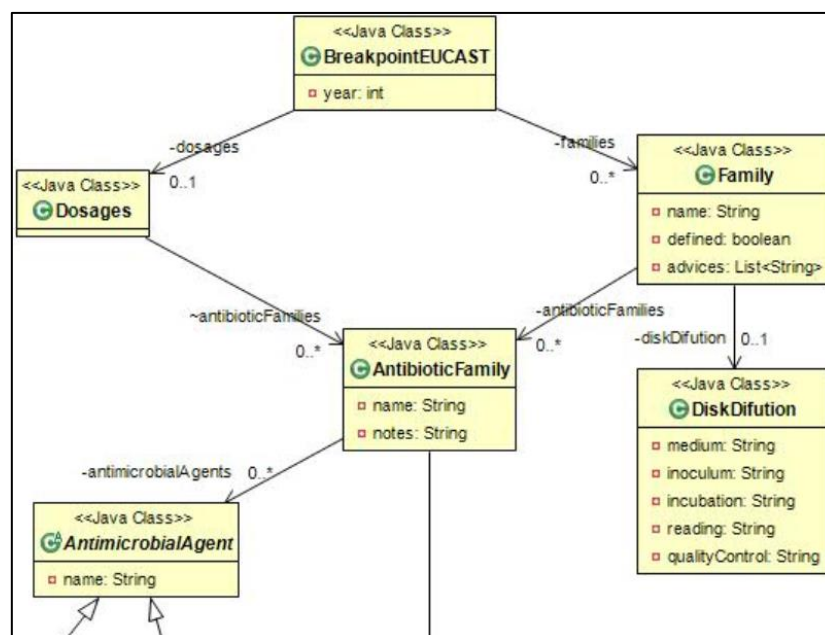 <<Java Class>>
BreakpointEUCAST
year: int
-dosages
0..1
-families
0..*
<<Java Class>>
Dosages
<<Java Class>>
Family
name: String
defined: boolean
advices: List<String>
~antibioticFamilies
0..*
-antibioticFamilies
0..*
-diskDifution
0..1
<<Java Class>>
AntibioticFamily
name: String
notes: String
<<Java Class>>
DiskDifution
medium: String
inoculum: String
incubation: String
reading: String
qualityControl: String
-antimicrobialAgents
0..*
<<Java Class>>
AntimicrobialAgent
name: String